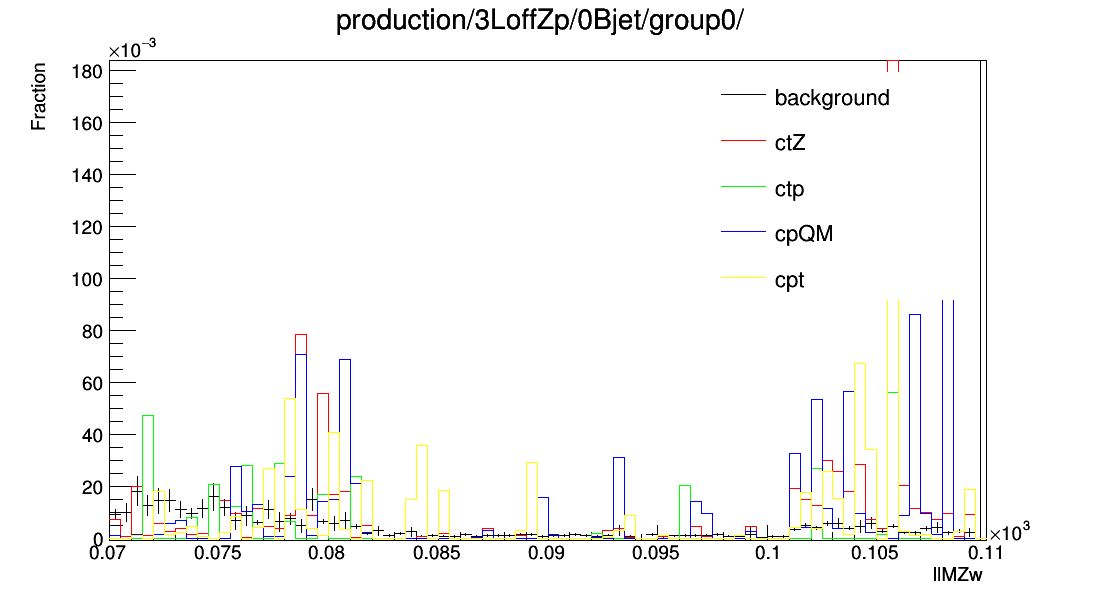 production/3LoffZp/0Bjet/group0/
×10⁻³
Fraction
180
160
140
120
100
80
60
40
20
0
background
ctZ
ctp
cpQM
cpt
0.07 0.075 0.08 0.085 0.09 0.095 0.1 0.105 0.11
×10³
llMZw